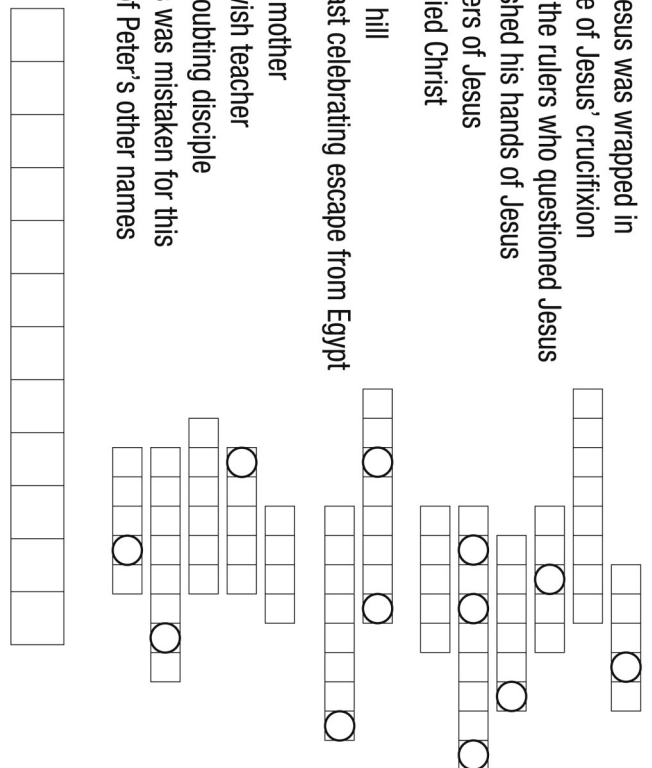 esus was wrapped in
e of Jesus' crucifixion
the rulers who questioned Jesus
shed his hands of Jesus
ers of Jesus
ied Christ
hill
ast celebrating escape from Egypt
mother
vish teacher
oubting disciple
s was mistaken for this
of Peter's other names